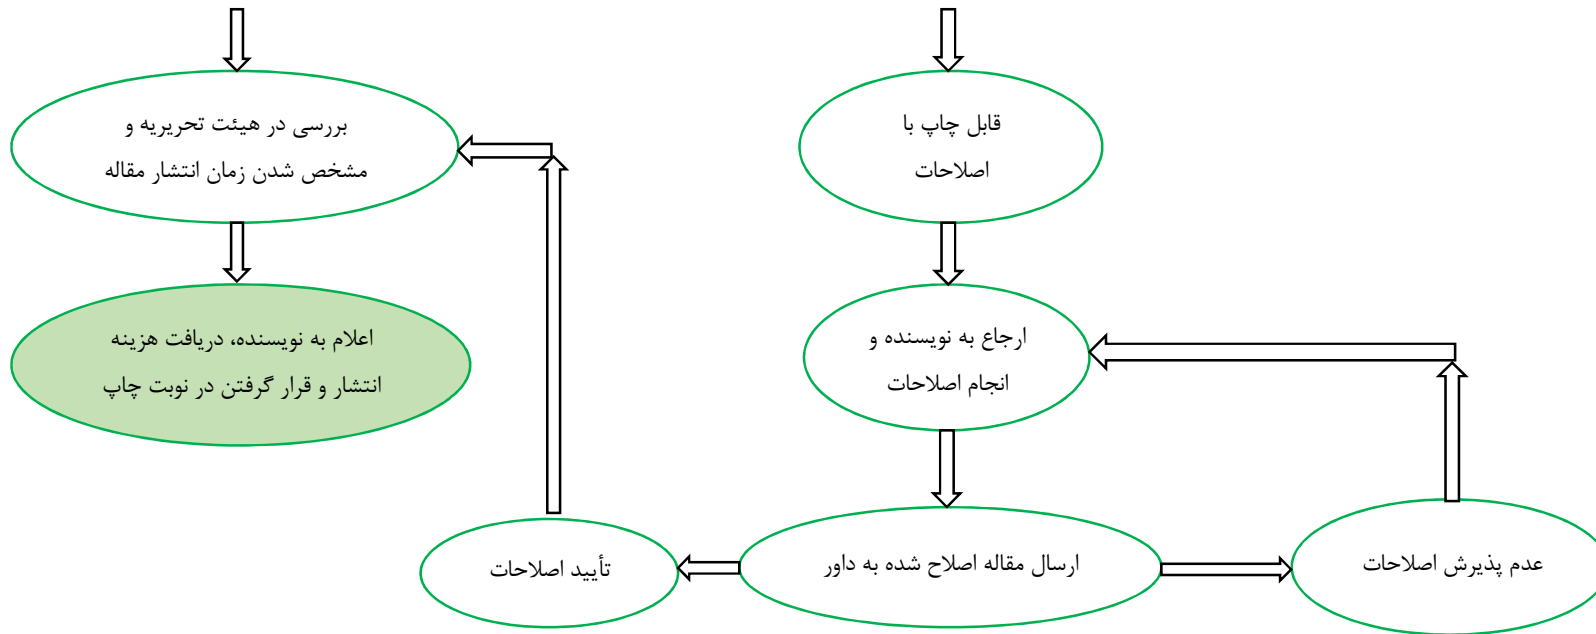 قابل چاپ با
اصلاحات
بررسی در هیئت تحریریه و
مشخص شدن زمان انتشار مقاله
ارجاع به نویسنده و
انجام اصلاحات
اعلام به نویسنده، دریافت هزینه
انتشار و قرار گرفتن در نوبت چاپ
عدم پذیرش اصلاحات
ارسال مقاله اصلاح شده به داور
تأیید اصلاحات